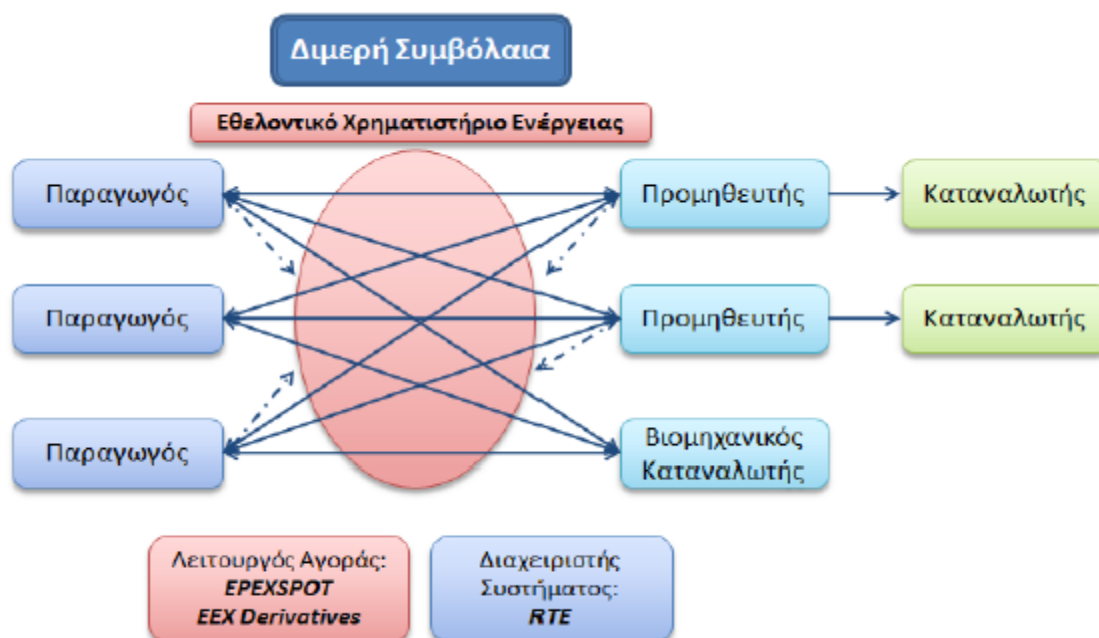 Διμερή Συμβόλαια
Εθελοντικό Χρηματιστήριο Ενέργειας
Παραγωγός
Προμηθευτής
Καταναλωτής
Παραγωγός
Προμηθευτής
Καταναλωτής
Παραγωγός
Βιομηχανικός
Καταναλωτής
Λειτουργός Αγοράς:
EPEXSPOT
EEX Derivatives
Διαχειριστής
Συστήματος:
RTE